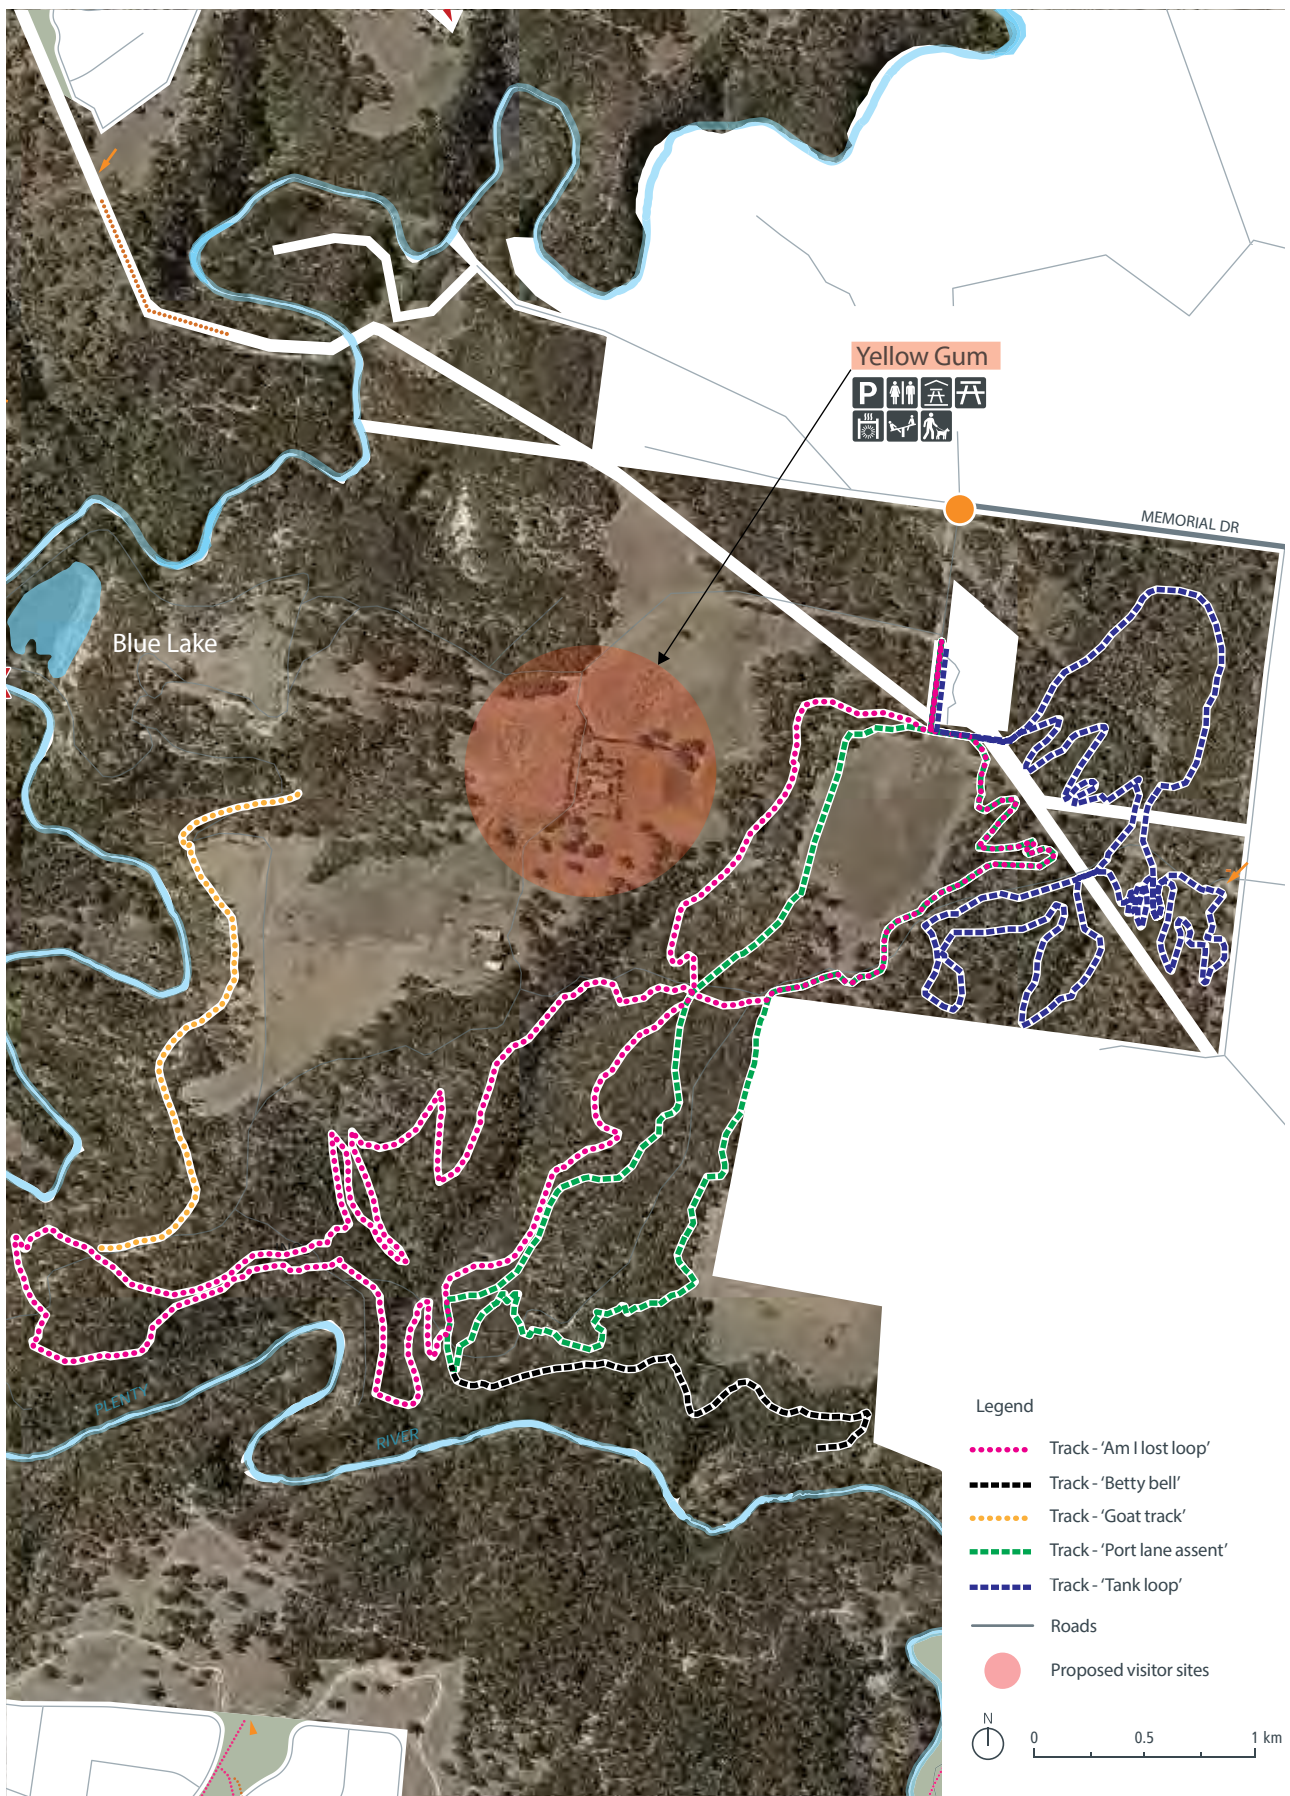 Yellow Gum
P
MEMORIAL DR
Blue Lake
PLENTY
RIVER
Legend
Track - ‘Am I lost loop’
Track - ‘Betty bell’
Track - ‘Goat track’
Track - ‘Port lane assent’
Track - ‘Tank loop’
Roads
Proposed visitor sites
N
0 0.5 1 km